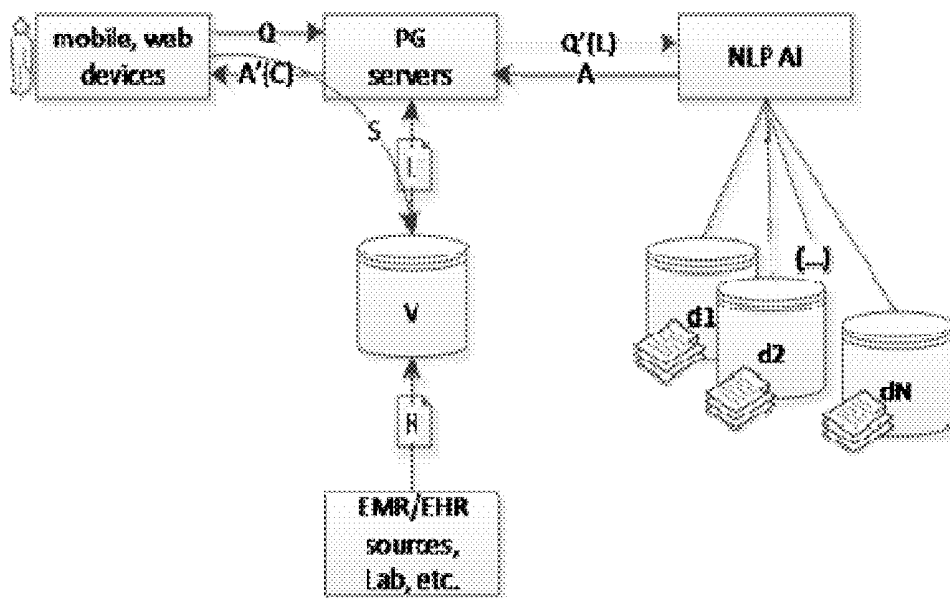 mobile, web
devices
Q
A'(C)
PG
servers
Q'(L)
A
NLP AI
S
L
V
(...)
d1
d2
dN
R
EMR/EHR
sources,
Lab, etc.